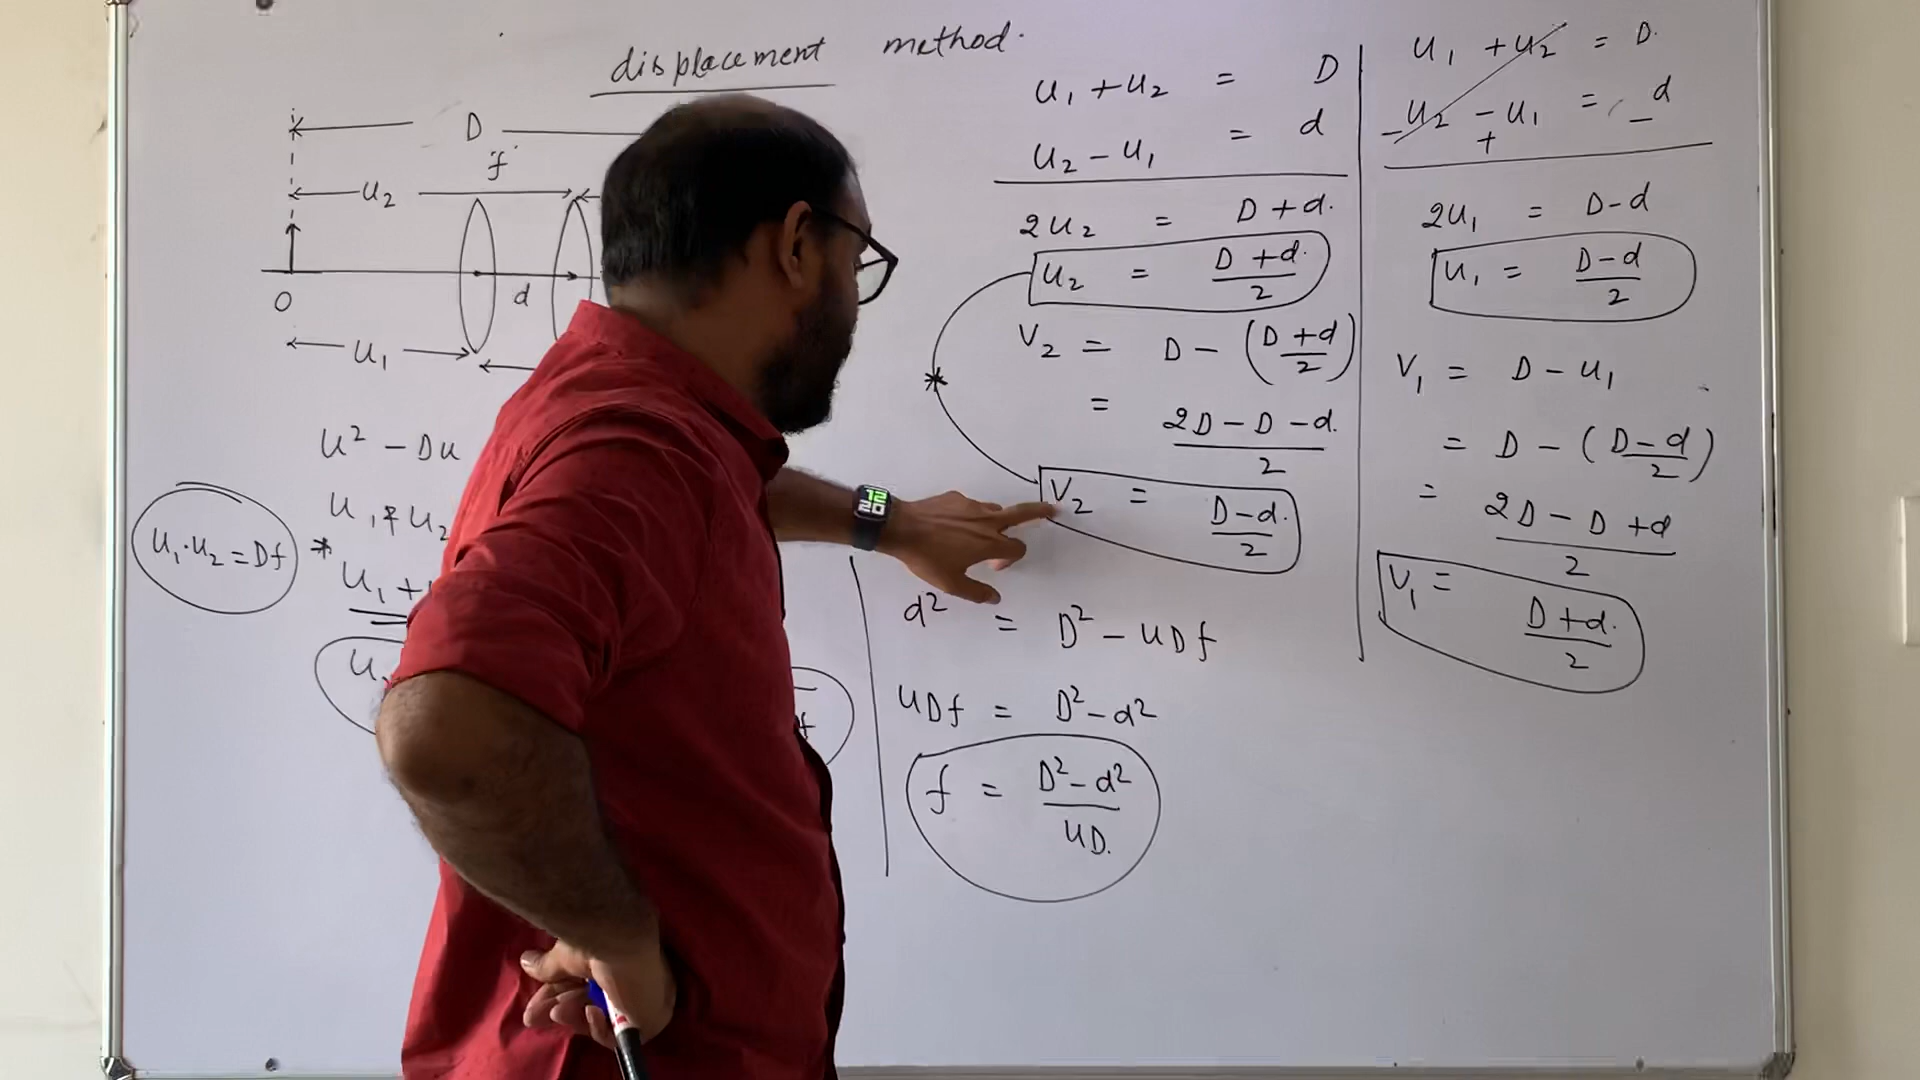 displacement method.
D
f
u2
O
d
u1
u² - Du
u1 & u2
u1·u2 = Df
* u1 +
u
f
u1 + u2 = D
u2 - u1 = d
2u2 = D + d.
u2 = D + d. / 2
V2 = D - (D + d / 2)
= 2D - D - d. / 2
V2 = D - d. / 2
d² = D² - 4Df
4Df = D² - d²
f = D² - d² / 4D.
u1 + u2 = D.
- u2 - u1 = - d
+
2u1 = D - d
u1 = D - d / 2
V1 = D - u1
= D - (D - d / 2)
= 2D - D + d / 2
V1 = D + d. / 2
12
20